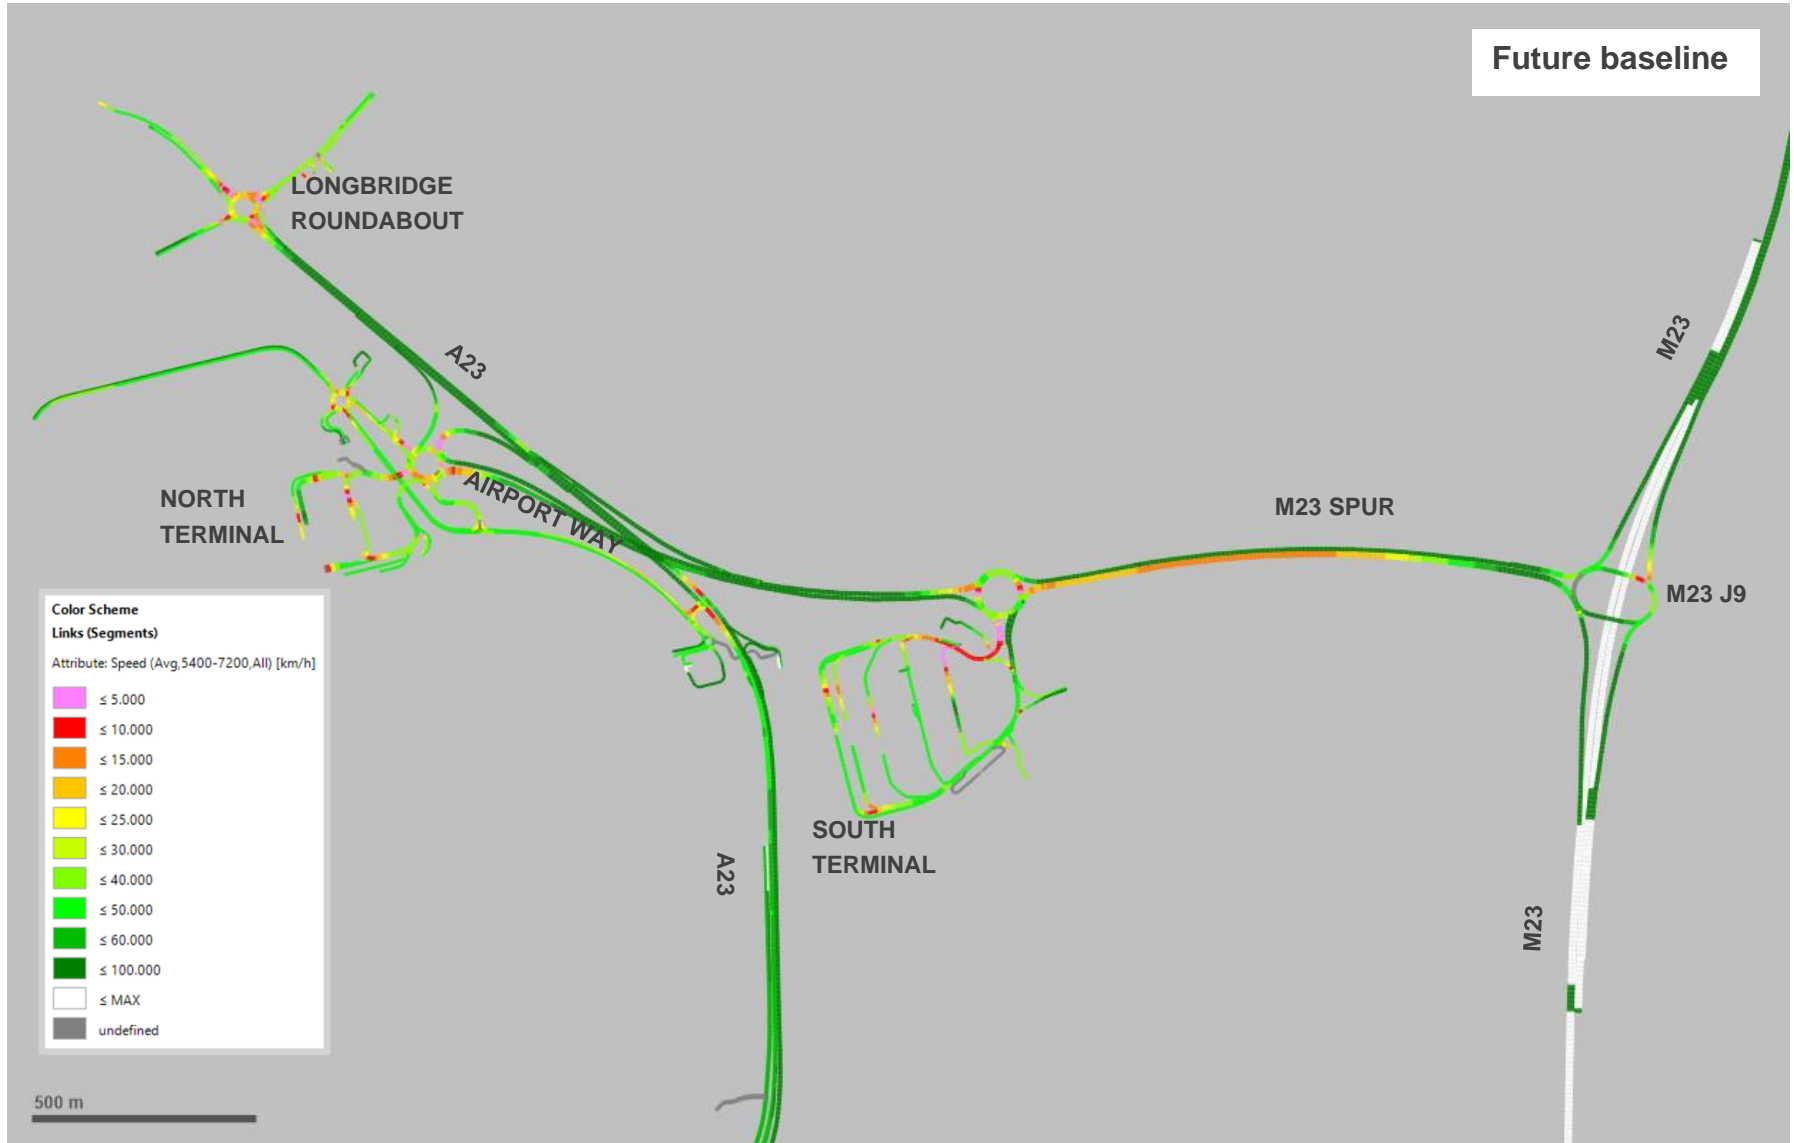 Future baseline
LONGBRIDGE
ROUNDABOUT
A23
M23
NORTH
TERMINAL
AIRPORT WAY
M23 SPUR
M23 J9
SOUTH
TERMINAL
A23
M23
Color Scheme
Links (Segments)
Attribute: Speed (Avg,5400-7200,All) [km/h]
≤ 5.000
≤ 10.000
≤ 15.000
≤ 20.000
≤ 25.000
≤ 30.000
≤ 40.000
≤ 50.000
≤ 60.000
≤ 100.000
≤ MAX
undefined
500 m